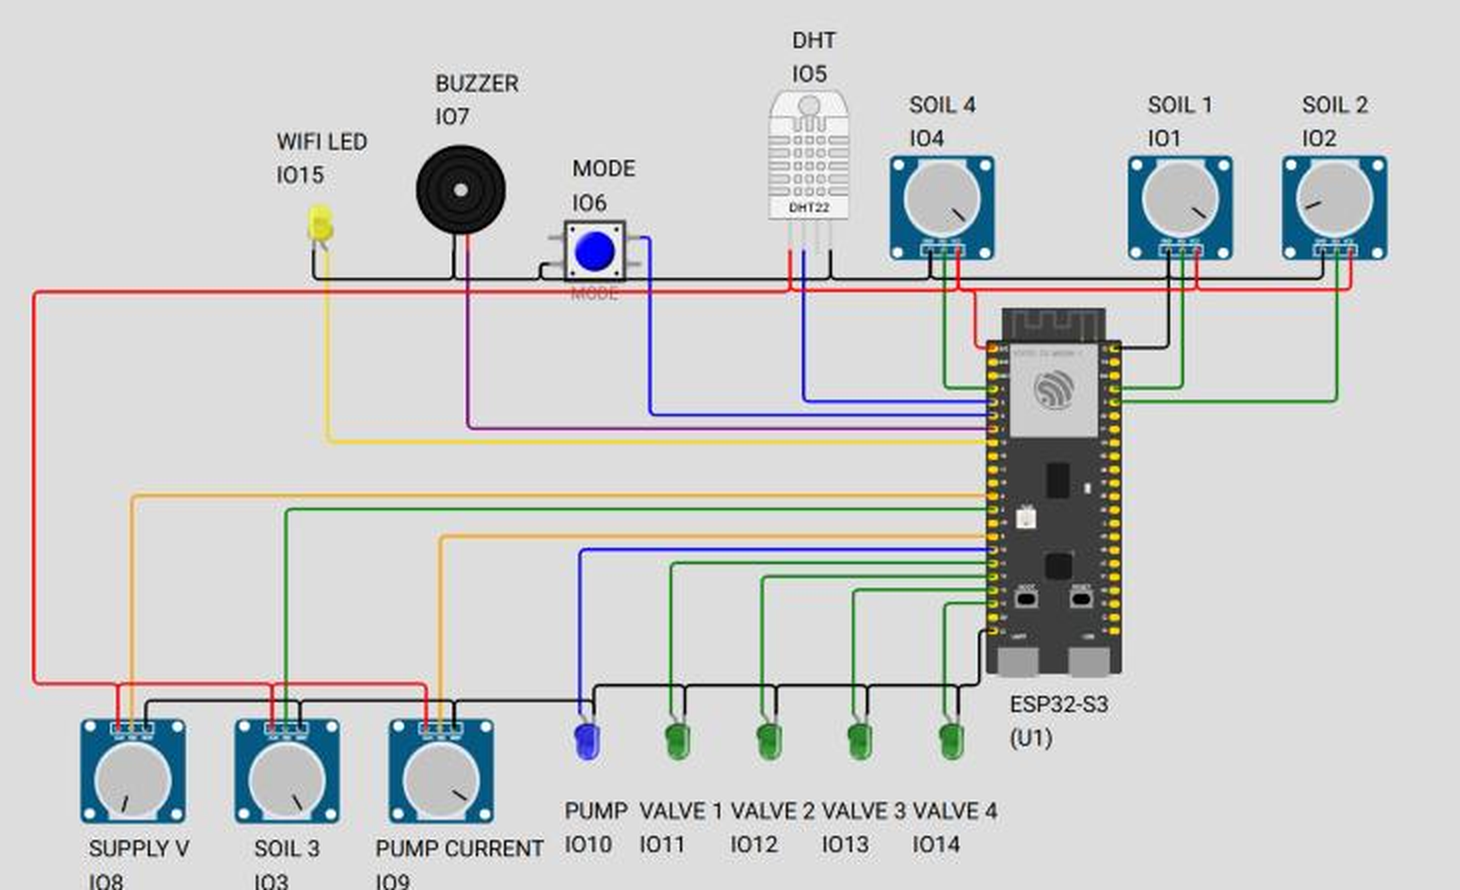 DHT
IO5
BUZZER
IO7
SOIL 4
IO4
SOIL 1
IO1
SOIL 2
IO2
WIFI LED
IO15
MODE
IO6
DHT22
MODE
ESP32-S3
(U1)
PUMP VALVE 1 VALVE 2 VALVE 3 VALVE 4
IO10 IO11 IO12 IO13 IO14
SUPPLY V SOIL 3 PUMP CURRENT
IO8 IO3 IO9